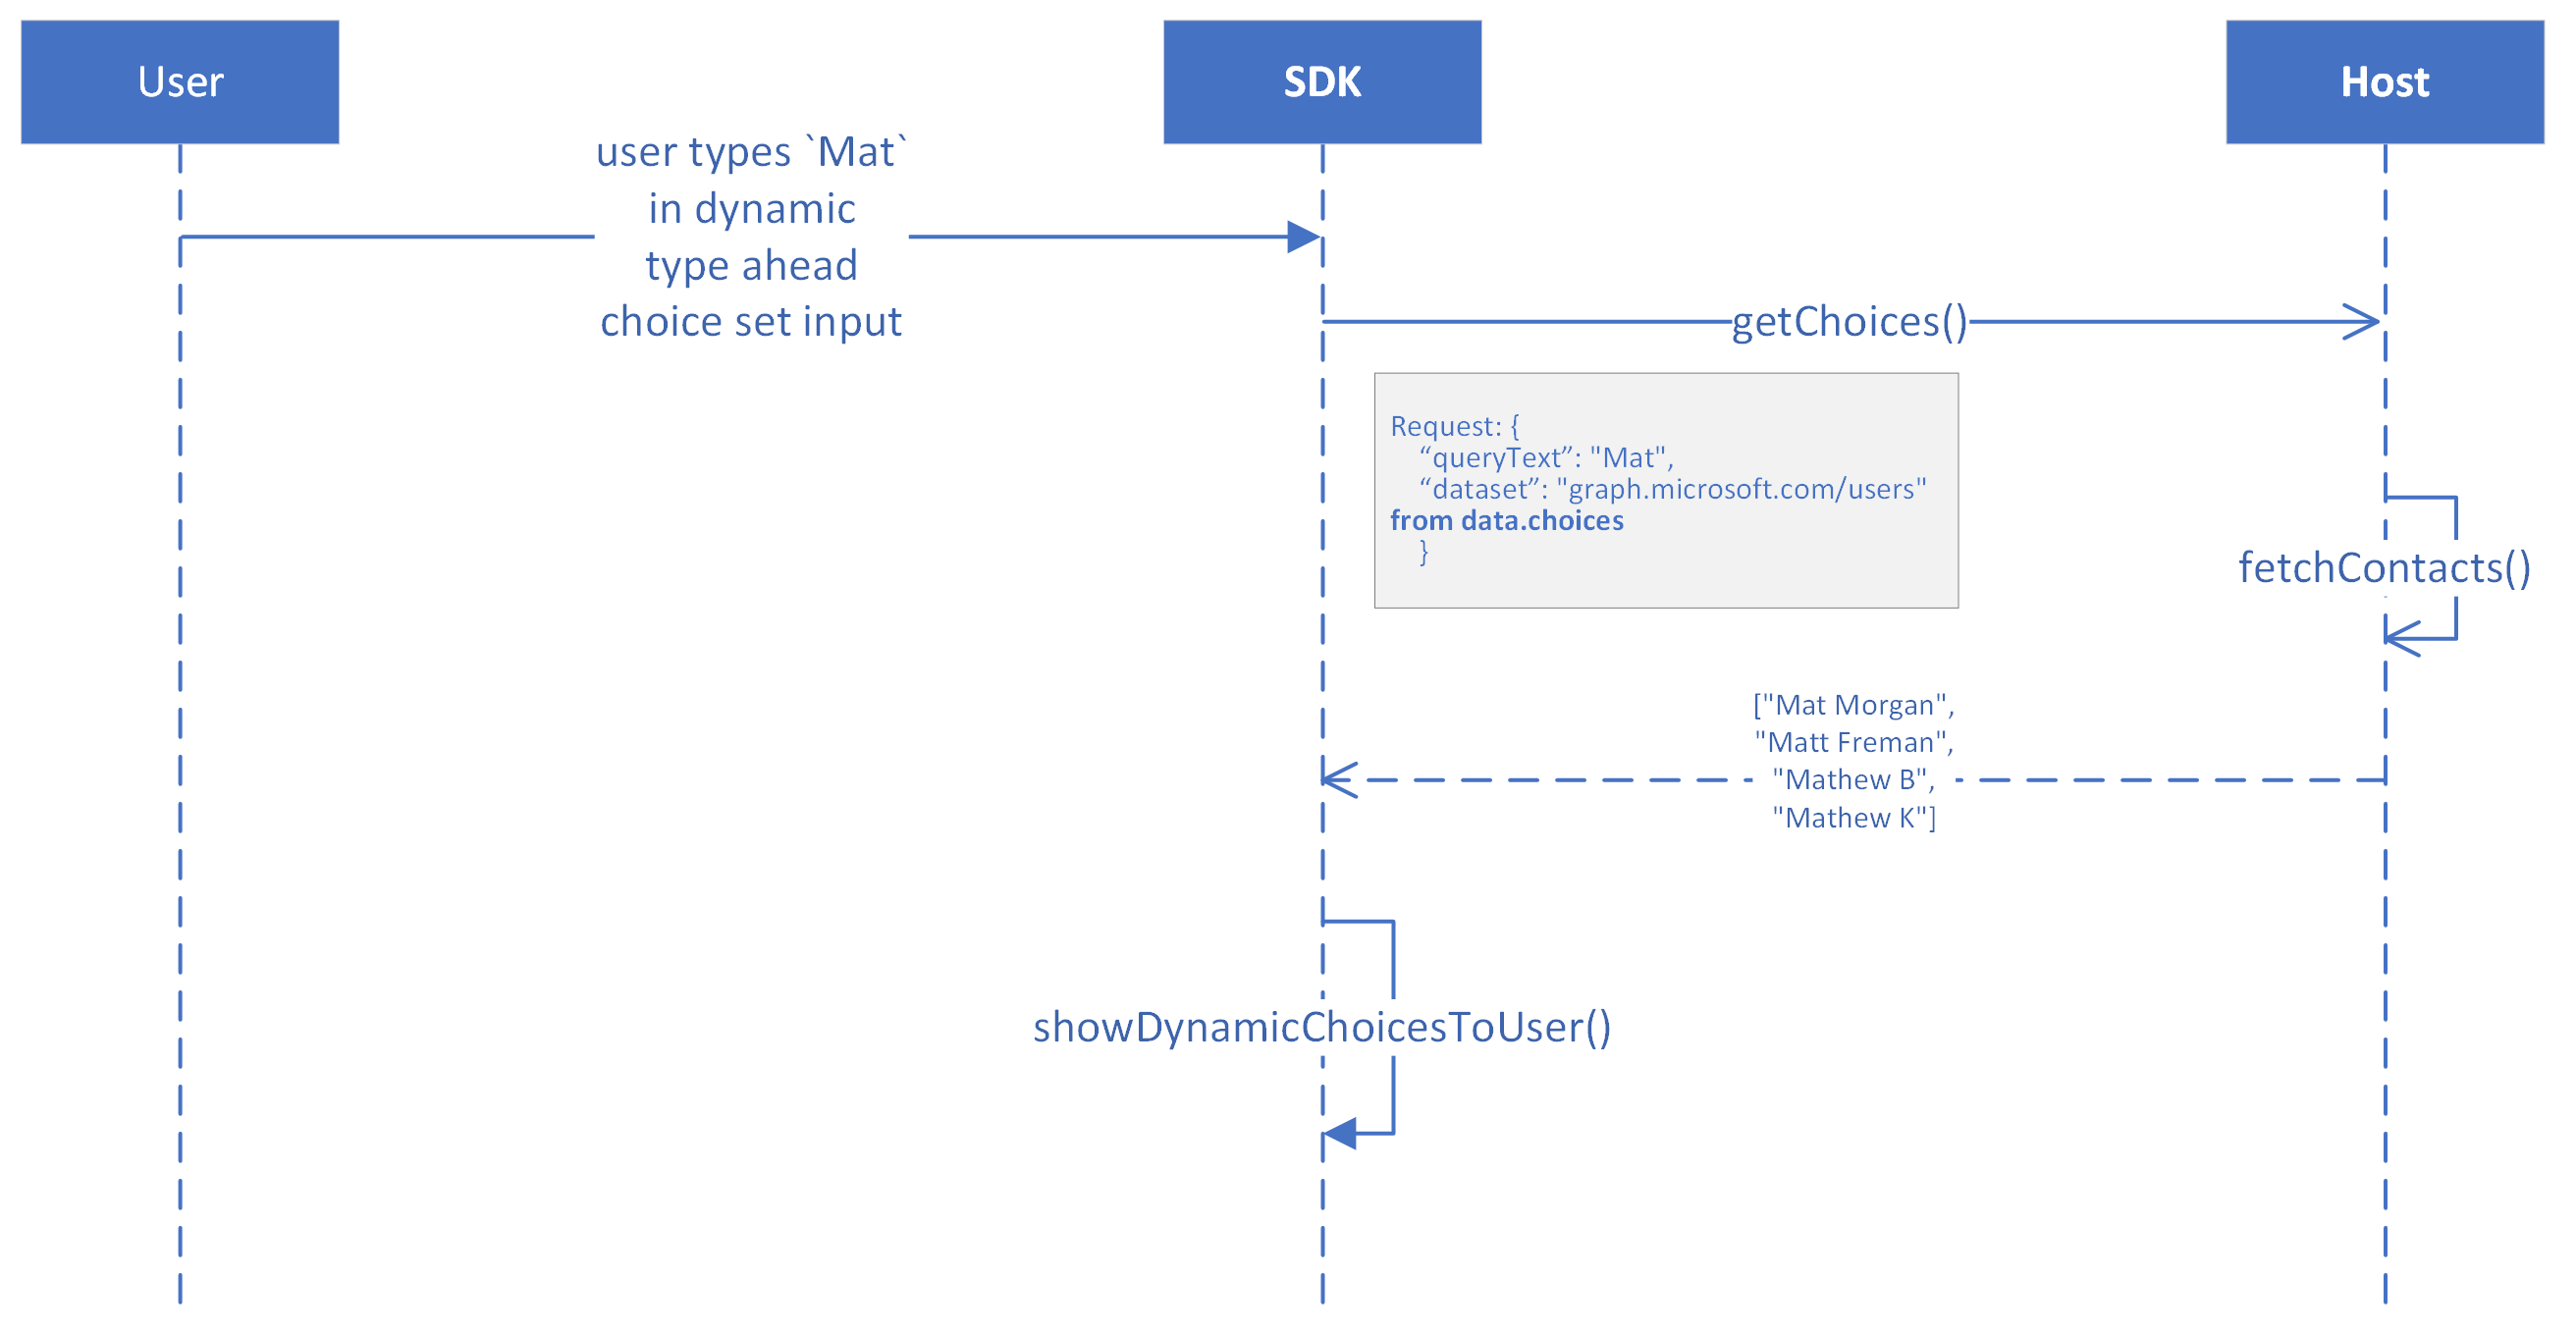 User
SDK
Host
user types `Mat`
in dynamic
type ahead
choice set input
getChoices()
Request: {
“queryText”: "Mat",
“dataset”: "graph.microsoft.com/users"
from data.choices
}
fetchContacts()
["Mat Morgan",
"Matt Freman",
"Mathew B",
"Mathew K"]
showDynamicChoicesToUser()